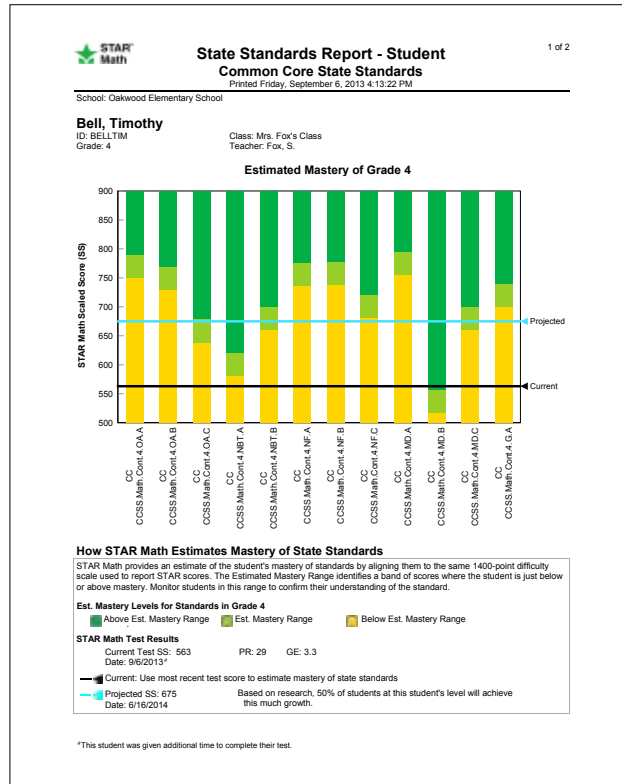 STAR™
Math
State Standards Report - Student
1 of 2
Common Core State Standards
Printed Friday, September 6, 2013 4:13:22 PM
School: Oakwood Elementary School
Bell, Timothy
ID: BELLTIM
Class: Mrs. Fox's Class
Grade: 4
Teacher: Fox, S.
Estimated Mastery of Grade 4
STAR Math Scaled Score (SS)
900
850
800
750
700
650
600
550
500
Projected
Current
CC
CCSS.Math.Cont.4.OA.A
CC
CCSS.Math.Cont.4.OA.B
CC
CCSS.Math.Cont.4.OA.C
CC
CCSS.Math.Cont.4.NBT.A
CC
CCSS.Math.Cont.4.NBT.B
CC
CCSS.Math.Cont.4.NF.A
CC
CCSS.Math.Cont.4.NF.B
CC
CCSS.Math.Cont.4.NF.C
CC
CCSS.Math.Cont.4.MD.A
CC
CCSS.Math.Cont.4.MD.B
CC
CCSS.Math.Cont.4.MD.C
CC
CCSS.Math.Cont.4.G.A
How STAR Math Estimates Mastery of State Standards
STAR Math provides an estimate of the student's mastery of standards by aligning them to the same 1400-point difficulty
scale used to report STAR scores. The Estimated Mastery Range identifies a band of scores where the student is just below
or above mastery. Monitor students in this range to confirm their understanding of the standard.
Est. Mastery Levels for Standards in Grade 4
Above Est. Mastery Range
Est. Mastery Range
Below Est. Mastery Range
STAR Math Test Results
Current Test SS: 563 PR: 29 GE: 3.3
Date: 9/6/2013ª
Current: Use most recent test score to estimate mastery of state standards
Projected SS: 675 Based on research, 50% of students at this student's level will achieve
Date: 6/16/2014 this much growth.
ªThis student was given additional time to complete their test.